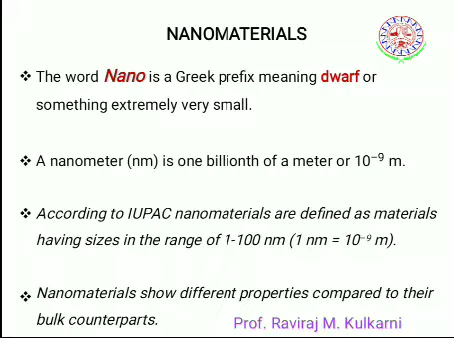 NANOMATERIALS
❖ The word Nano is a Greek prefix meaning dwarf or
something extremely very small.
❖ A nanometer (nm) is one billionth of a meter or 10⁻⁹ m.
❖ According to IUPAC nanomaterials are defined as materials
having sizes in the range of 1-100 nm (1 nm = 10⁻⁹ m).
❖ Nanomaterials show different properties compared to their
bulk counterparts.
Prof. Raviraj M. Kulkarni